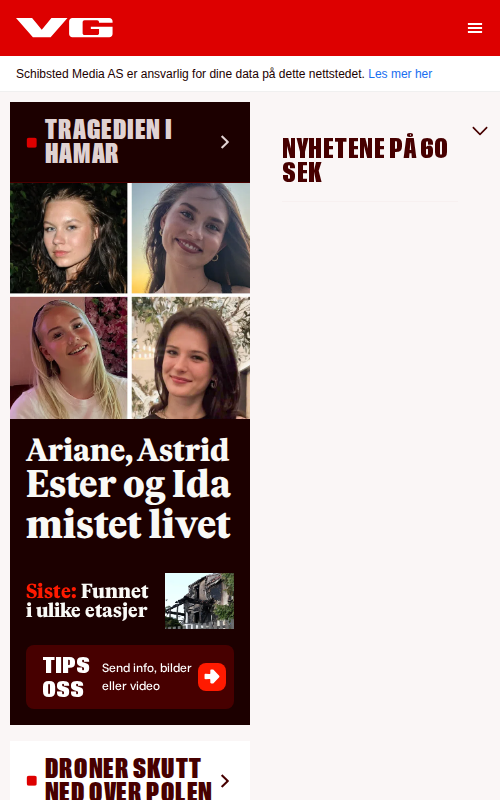 VG
Schibsted Media AS er ansvarlig for dine data på dette nettstedet. Les mer her
TRAGEDIEN I
HAMAR
Ariane, Astrid
Ester og Ida
mistet livet
Siste: Funnet
i ulike etasjer
TIPS
OSS
Send info, bilder
eller video
DRONER SKUTT
NED OVER POLEN
NYHETENE PÅ 60
SEK